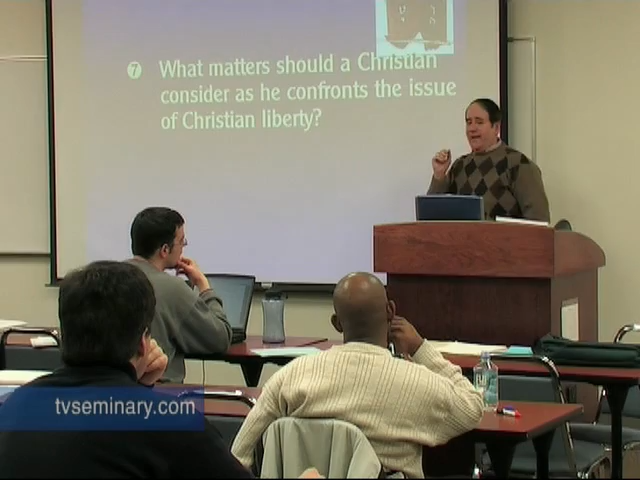 7 What matters should a Christian
consider as he confronts the issue
of Christian liberty?
tvseminary.com